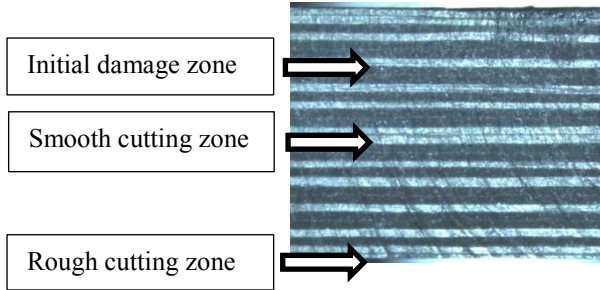 Initial damage zone
Smooth cutting zone
Rough cutting zone